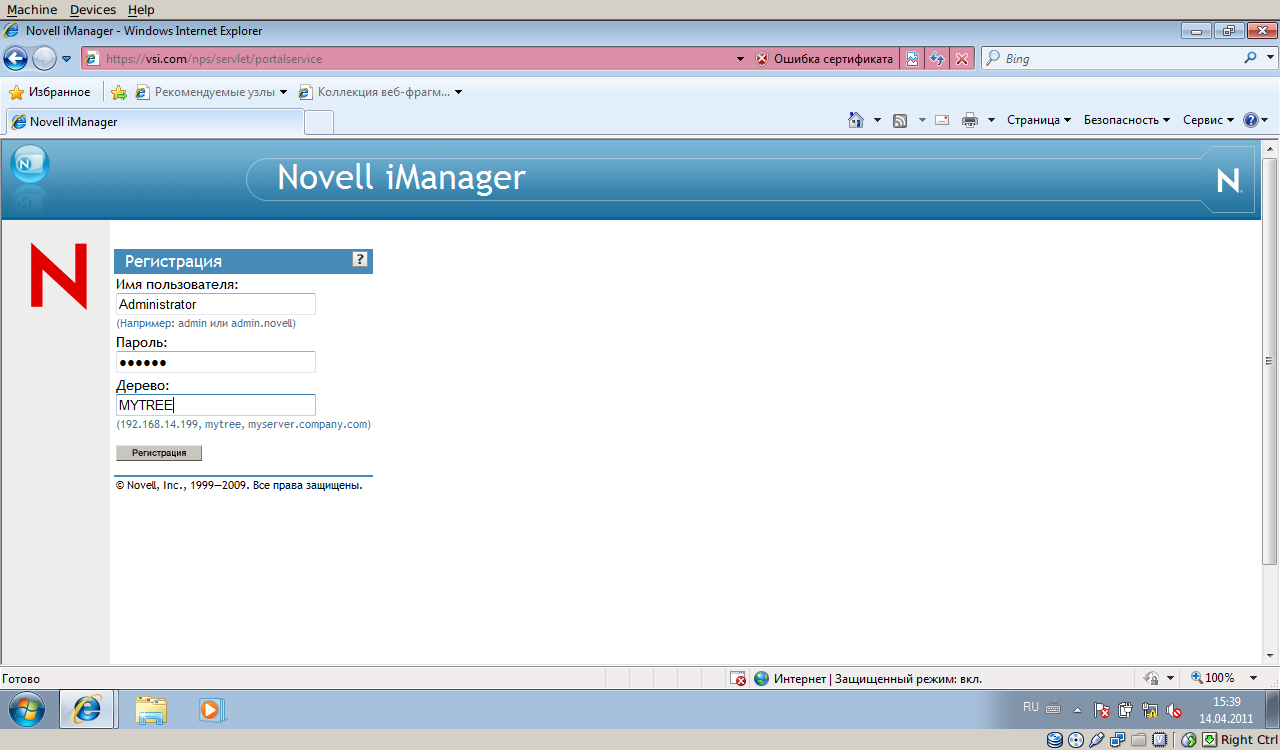 Machine Devices Help
Novell iManager - Windows Internet Explorer
https://vsi.com/nps/servlet/portalservice
Ошибка сертификата
Bing
Избранное
Рекомендуемые узлы
Коллекция веб-фрагм...
Novell iManager
Страница
Безопасность
Сервис
Novell iManager
N
N
Регистрация
?
Имя пользователя:
Administrator
(Например: admin или admin.novell)
Пароль:
••••••
Дерево:
MYTREE
(192.168.14.199, mytree, myserver.company.com)
Регистрация
© Novell, Inc., 1999—2009. Все права защищены.
Готово
Интернет | Защищенный режим: вкл.
100%
RU
15:39
14.04.2011
Right Ctrl